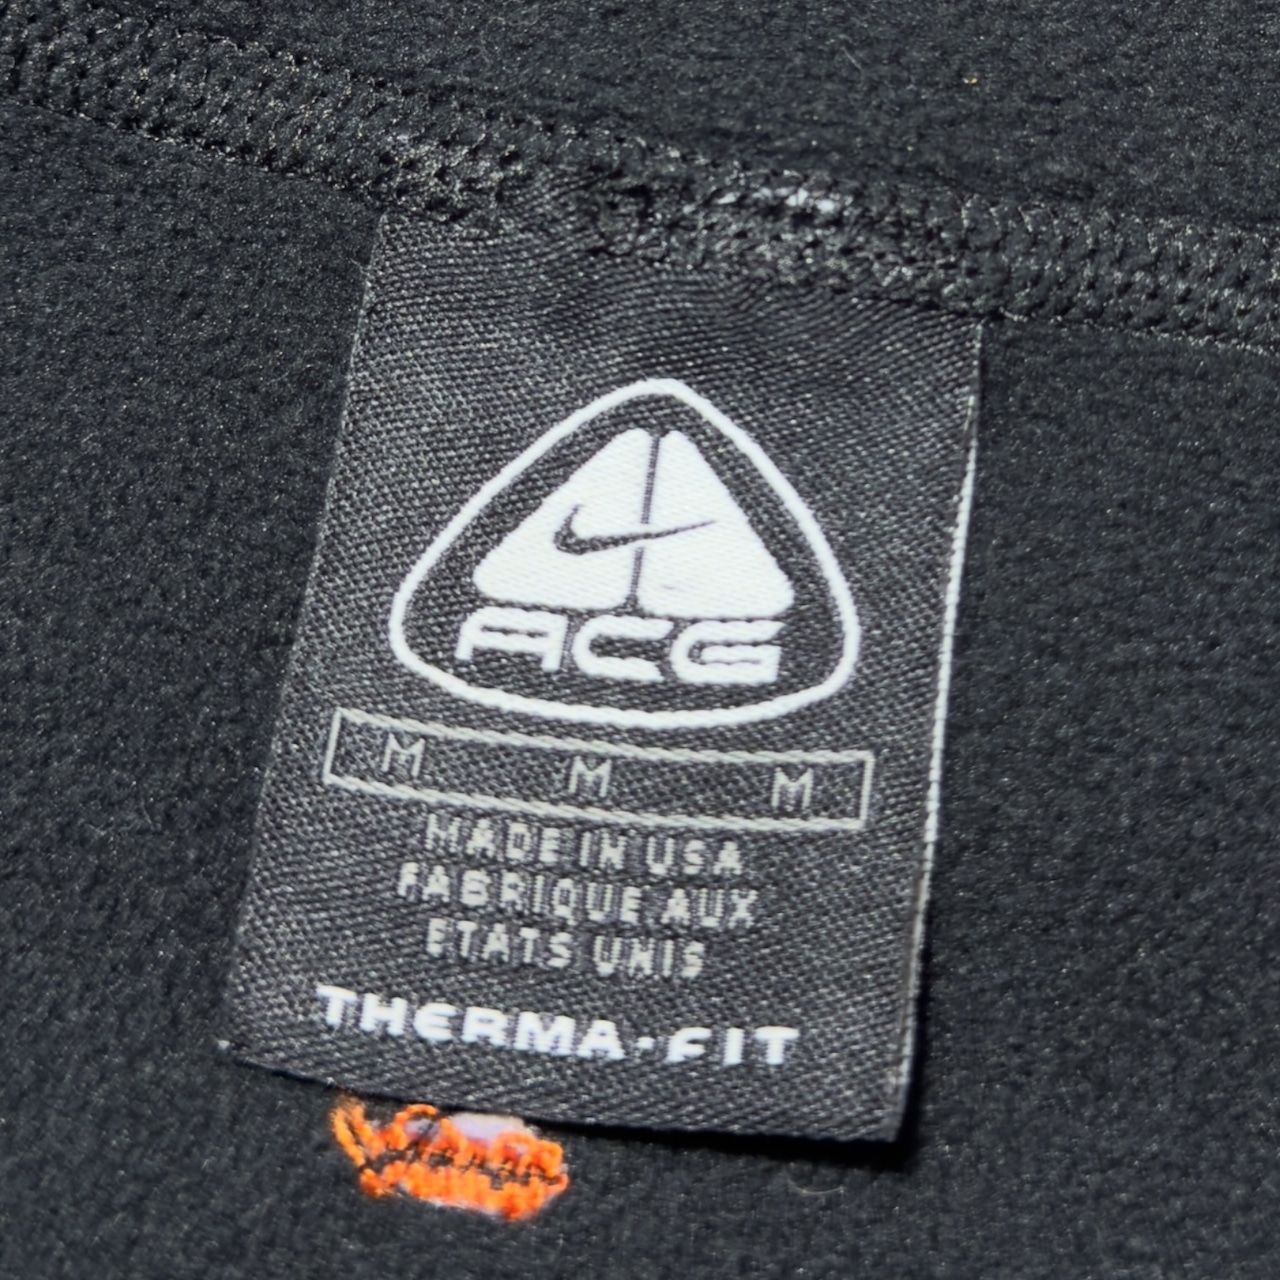 ACG
M M M
MADE IN USA
FABRIQUE AUX
ETATS UNIS
THERMA·FIT